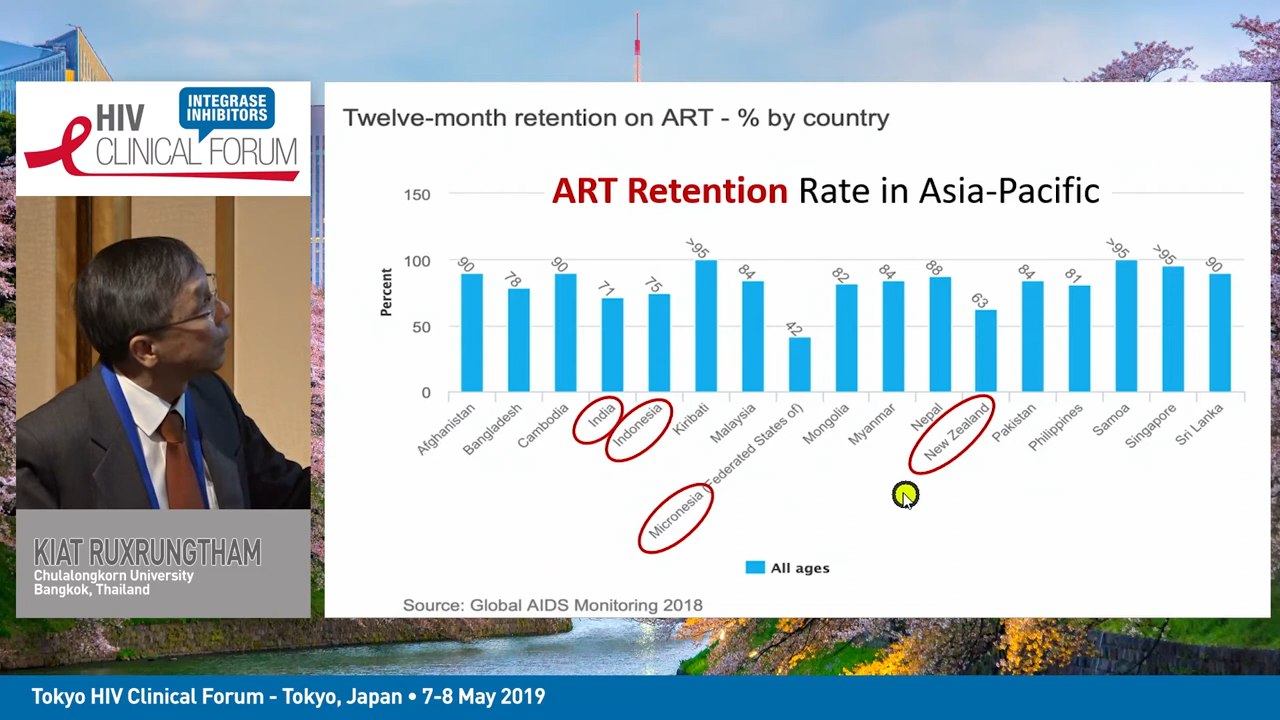 INTEGRASE
INHIBITORS
HIV
CLINICAL FORUM
KIAT RUXRUNGTHAM
Chulalongkorn University
Bangkok, Thailand
Twelve-month retention on ART - % by country
ART Retention Rate in Asia-Pacific
Percent
150
100
50
0
90
78
90
71
75
>95
84
42
82
84
88
63
84
81
>95
>95
90
Afghanistan
Bangladesh
Cambodia
India
Indonesia
Kiribati
Malaysia
Micronesia (Federated States of)
Mongolia
Myanmar
Nepal
New Zealand
Pakistan
Philippines
Samoa
Singapore
Sri Lanka
All ages
Source: Global AIDS Monitoring 2018
Tokyo HIV Clinical Forum - Tokyo, Japan • 7-8 May 2019